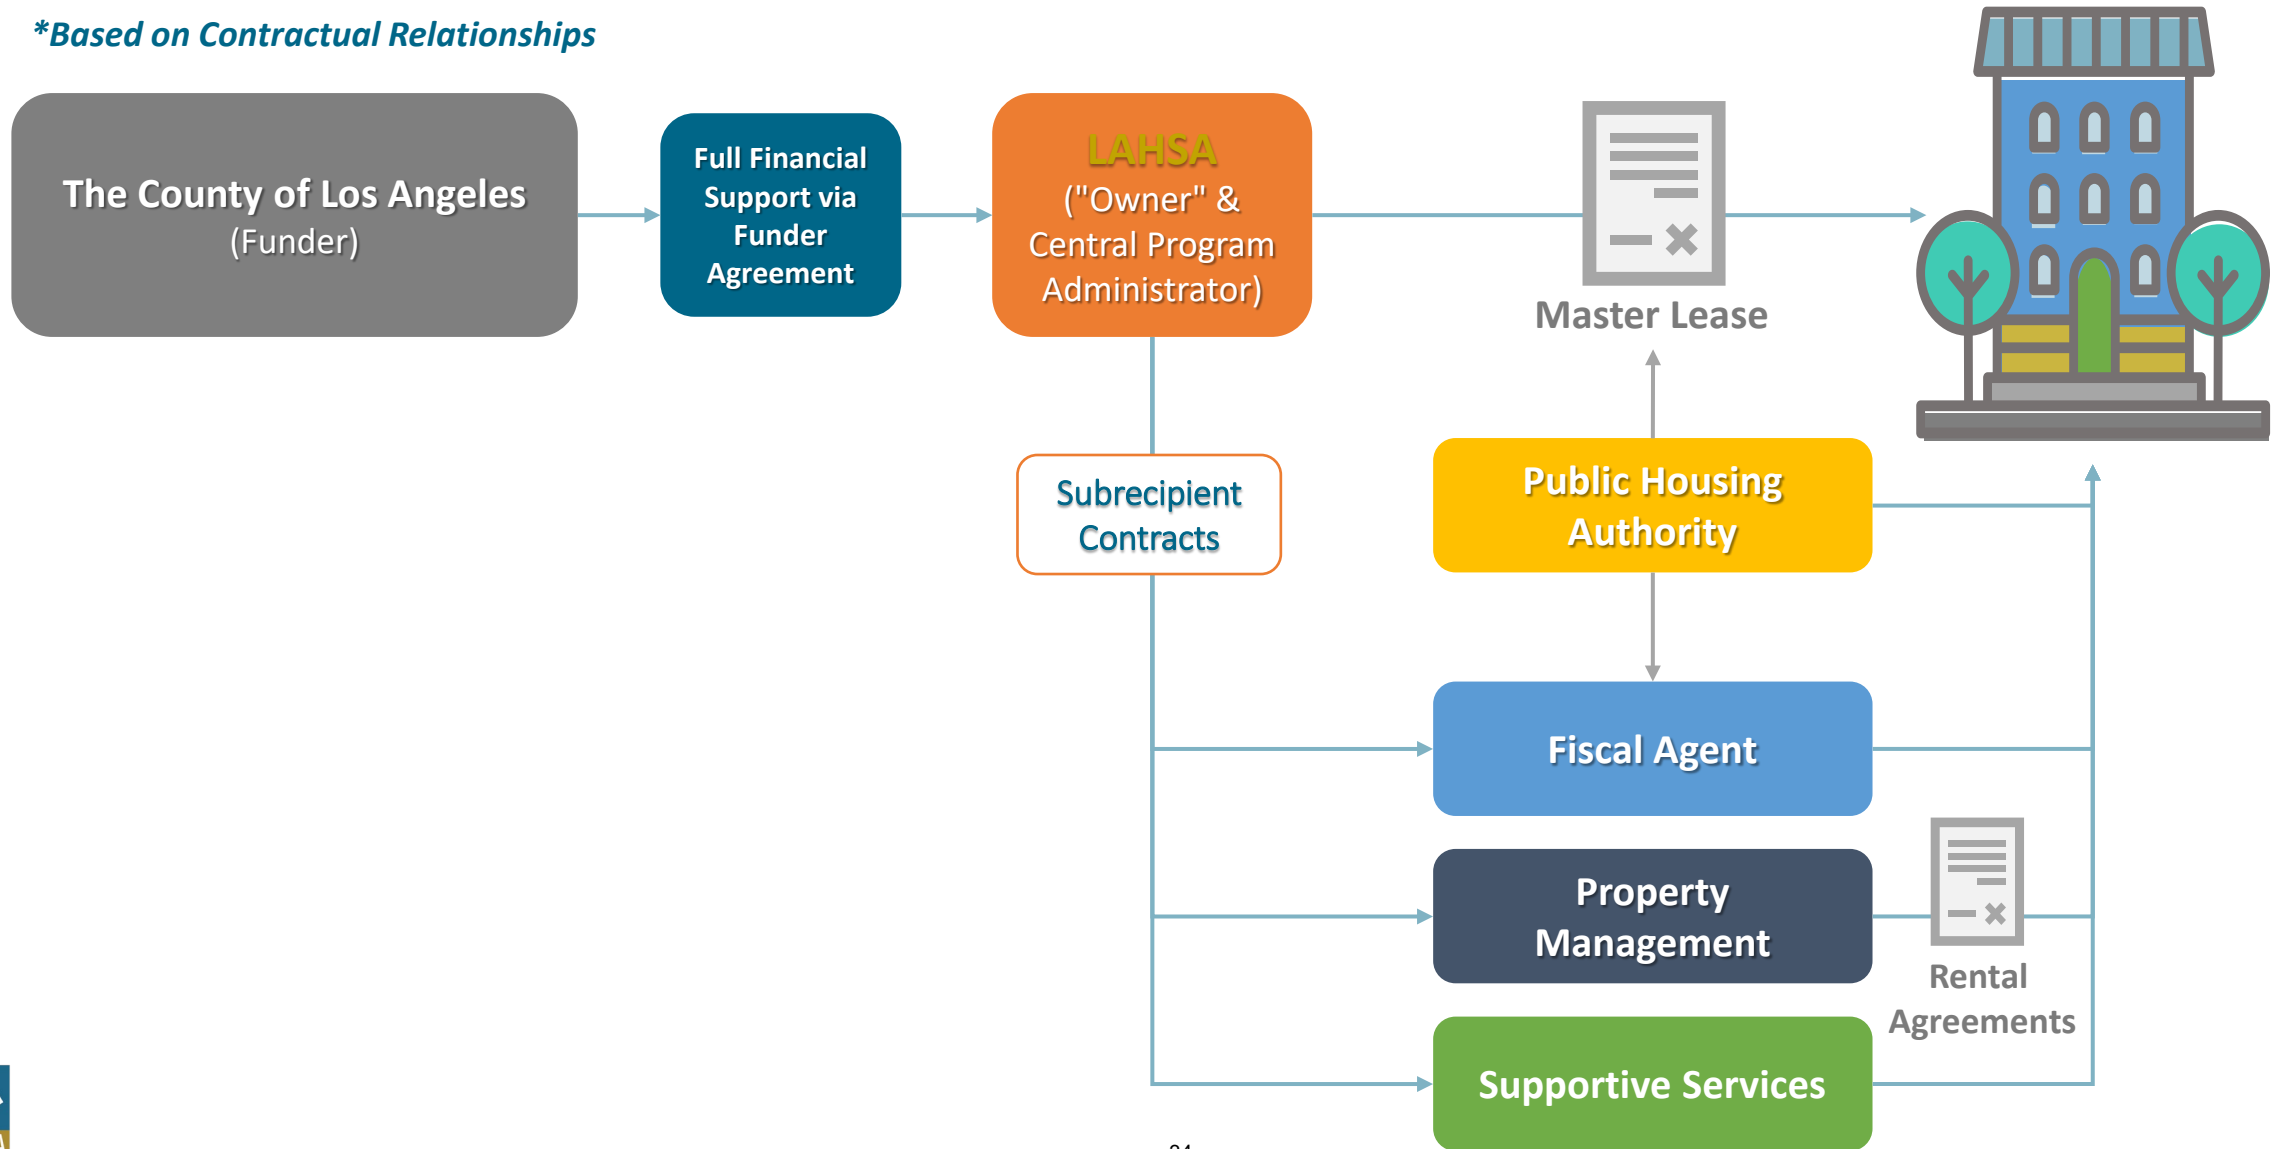 *Based on Contractual Relationships
The County of Los Angeles
(Funder)
Full Financial
Support via
Funder
Agreement
LAHSA
("Owner" &
Central Program
Administrator)
Master Lease
Subrecipient
Contracts
Public Housing
Authority
Fiscal Agent
Property
Management
Rental
Agreements
Supportive Services